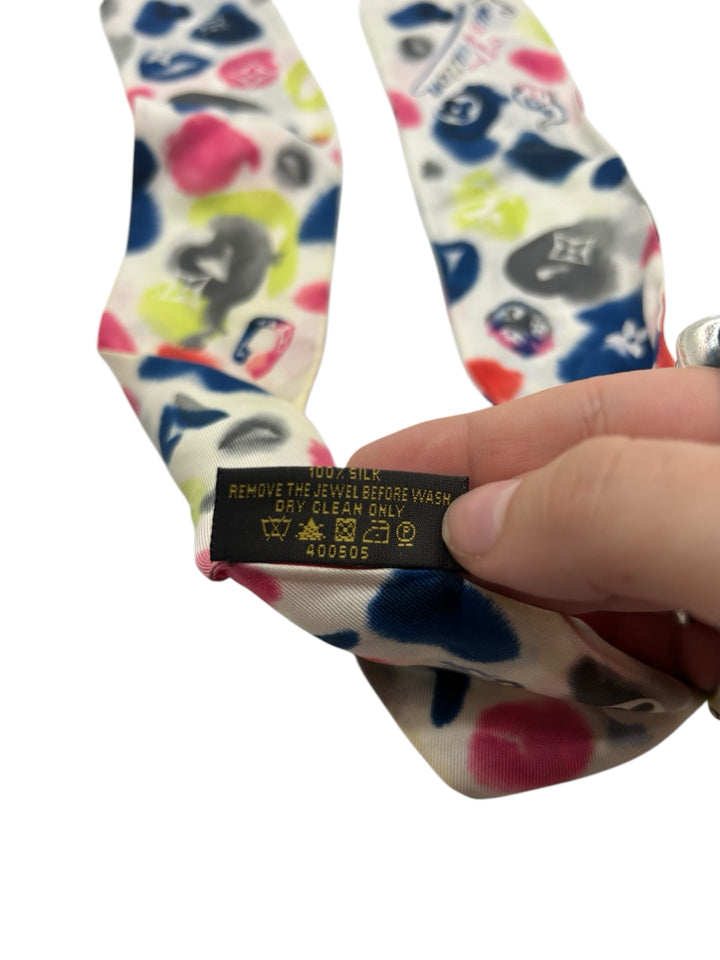 100% SILK
REMOVE THE JEWEL BEFORE WASH
DRY CLEAN ONLY
P
400505